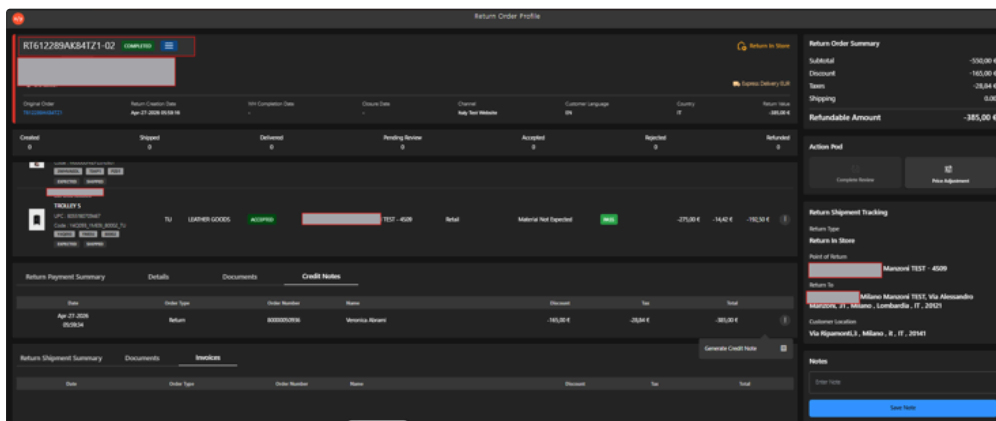 Return Order Profile
RT612289AK84TZ1-02 COMPLETED
Return In Store
Express Delivery EUR
Original Order
Return Creation Date
WH Completion Date
Closure Date
Channel
Customer Language
Country
Return Value
RT612289AK84TZ1
Apr-27-2026 05:59:10
-
-
Italy Test Website
EN
IT
-385,00 €
Created
Shipped
Delivered
Pending Review
Accepted
Rejected
Refunded
0
0
0
0
0
0
0
EXPECTED SHIPPED
TROLLEY S
TU
LEATHER GOODS
ACCEPTED
TEST - 4509
Retail
Material Not Expected
PASS
-275,00 €
-14,42 €
-192,50 €
EXPECTED SHIPPED
Return Payment Summary
Details
Documents
Credit Notes
Date
Order Type
Order Number
Name
Discount
Tax
Total
Apr-27-2026
05:59:34
Return
Veronica Abrami
-165,00 €
-28,84 €
-385,00 €
Generate Credit Note
Return Shipment Summary
Documents
Invoices
Date
Order Type
Order Number
Name
Discount
Tax
Total
Return Order Summary
Subtotal -550,00 €
Discount -165,00 €
Taxes -28,84 €
Shipping 0.00
Refundable Amount -385,00 €
Action Pod
Complete Review
Price Adjustment
Return Shipment Tracking
Return Type
Return In Store
Point of Return
Manzoni TEST - 4509
Return To
Milano Manzoni TEST, Via Alessandro
Manzoni, 31 , Milano , Lombardia , IT , 20121
Customer Location
Via Ripamonti,3 , Milano , it , IT , 20141
Notes
Enter Note
Save Note